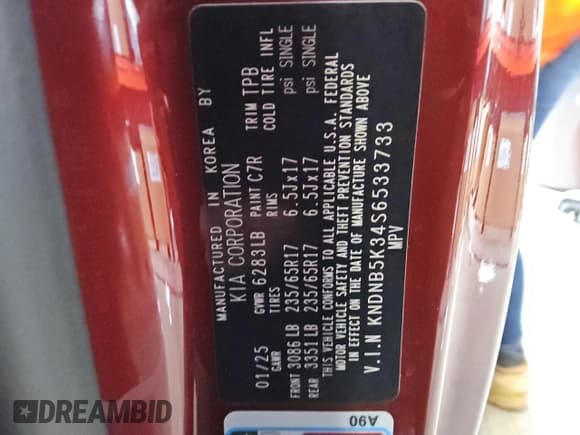 MANUFACTURED IN KOREA BY
KIA CORPORATION
01/25 GVWR 6283LB PAINT C7R TRIM TPB
GAWR TIRES RIMS COLD TIRE INFL
FRONT 3086 LB 235/65R17 6.5Jx17 psi SINGLE
REAR 3351 LB 235/65R17 6.5Jx17 psi SINGLE
THIS VEHICLE CONFORMS TO ALL APPLICABLE U.S.A. FEDERAL
MOTOR VEHICLE SAFETY AND THEFT PREVENTION STANDARDS
IN EFFECT ON THE DATE OF MANUFACTURE SHOWN ABOVE
V.I.N KNDNB5K34S6533733
MPV
A90
DREAMBID